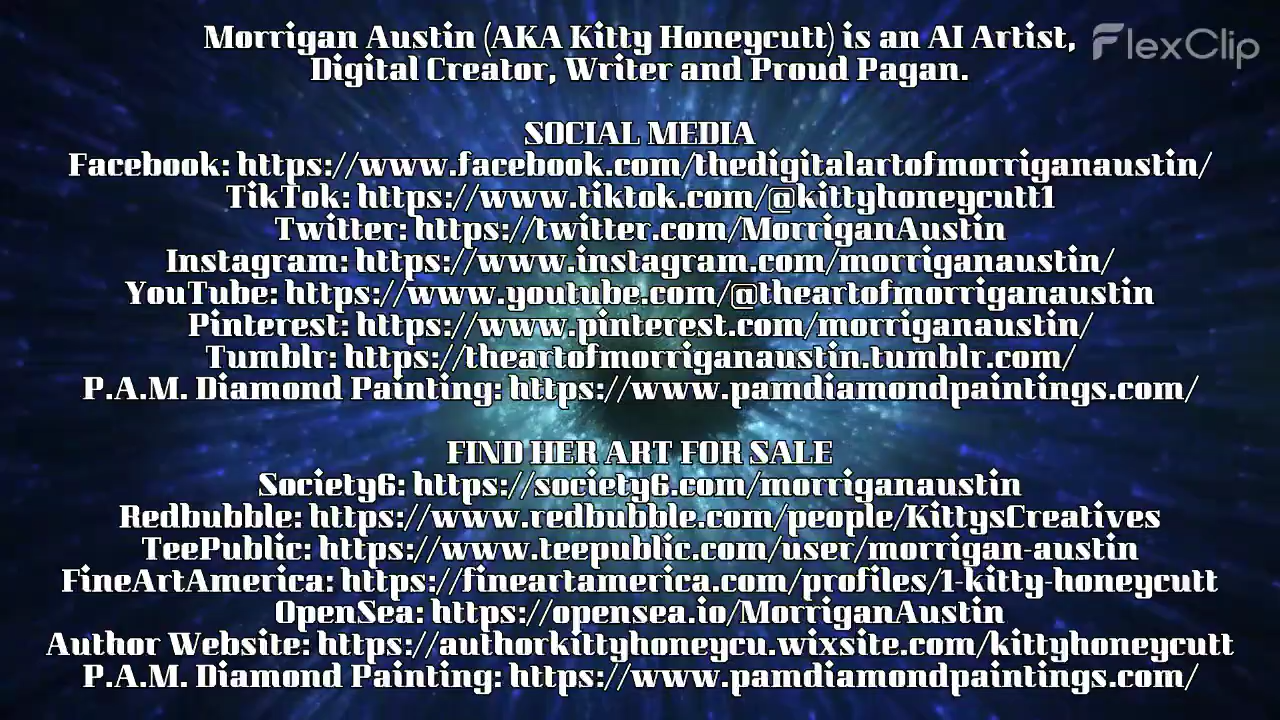 Morrigan Austin (AKA Kitty Honeycutt) is an AI Artist,
Digital Creator, Writer and Proud Pagan.
FlexClip
SOCIAL MEDIA
Facebook: https://www.facebook.com/thedigitalartofmorriganaustin/
TikTok: https://www.tiktok.com/@kittyhoneycutt1
Twitter: https://twitter.com/MorriganAustin
Instagram: https://www.instagram.com/morriganaustin/
YouTube: https://www.youtube.com/@theartofmorriganaustin
Pinterest: https://www.pinterest.com/morriganaustin/
Tumblr: https://theartofmorriganaustin.tumblr.com/
P.A.M. Diamond Painting: https://www.pamdiamondpaintings.com/
FIND HER ART FOR SALE
Society6: https://society6.com/morriganaustin
Redbubble: https://www.redbubble.com/people/KittysCreatives
TeePublic: https://www.teepublic.com/user/morrigan-austin
FineArtAmerica: https://fineartamerica.com/profiles/1-kitty-honeycutt
OpenSea: https://opensea.io/MorriganAustin
Author Website: https://authorkittyhoneycu.wixsite.com/kittyhoneycutt
P.A.M. Diamond Painting: https://www.pamdiamondpaintings.com/